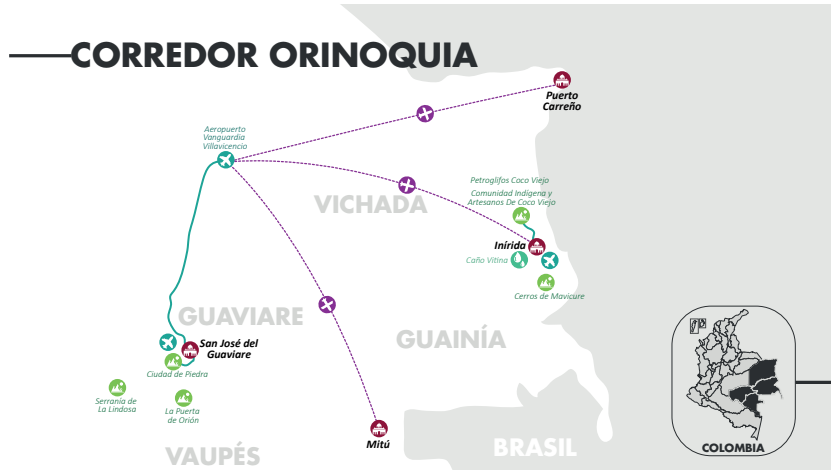 CORREDOR ORINOQUIA
Puerto
Carreño
Aeropuerto
Vanguardia
Villavicencio
Petroglifos Coco Viejo
Comunidad Indígena y
Artesanos De Coco Viejo
VICHADA
Inírida
Caño Vitina
Cerros de Mavicure
GUAVIARE
San José del
Guaviare
GUAINÍA
Ciudad de Piedra
Serranía de
La Lindosa
La Puerta
de Orión
Mitú
VAUPÉS
BRASIL
COLOMBIA